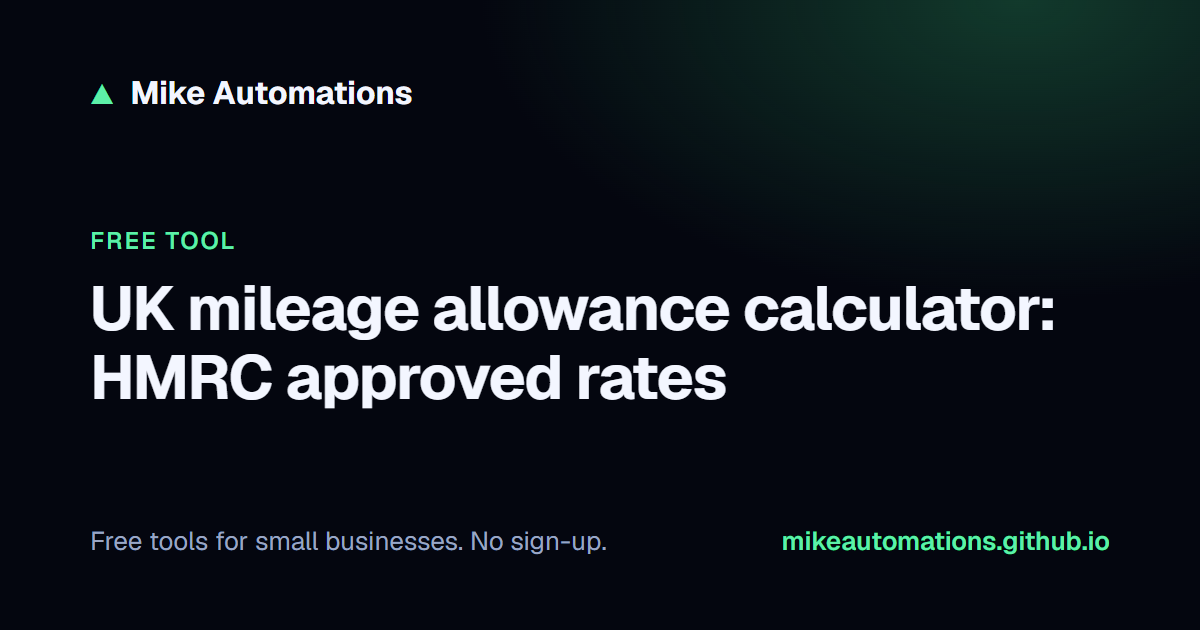 Mike Automations
FREE TOOL
UK mileage allowance calculator:
HMRC approved rates
Free tools for small businesses. No sign-up.
mikeautomations.github.io